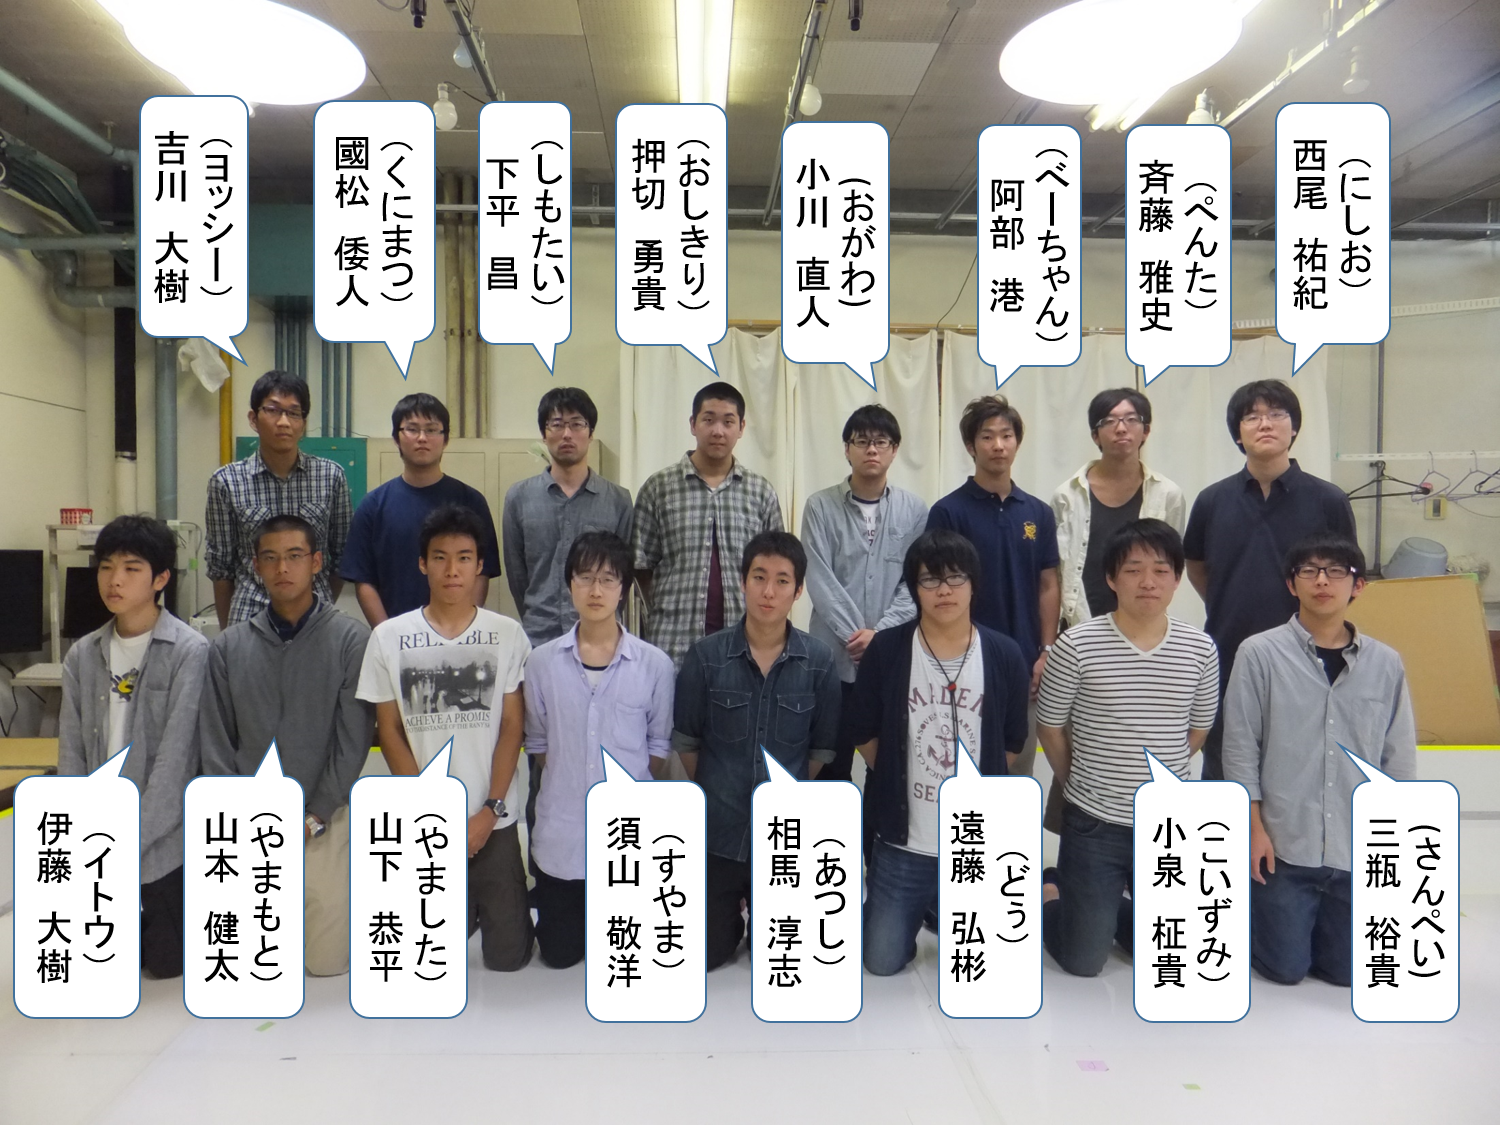 吉川 大樹
(ヨッシー)
國松 倭人
(くにまつ)
下平 昌
(しもたい)
押切 勇貴
(おしきり)
小川 直人
(おがわ)
阿部 港
(べーちゃん)
斉藤 雅史
(ぺんた)
西尾 祐紀
(にしお)
伊藤 大樹
(イトウ)
山本 健太
(やまもと)
山下 恭平
(やました)
須山 敬洋
(すやま)
相馬 淳志
(あつし)
遠藤 弘彬
(どぅ)
小泉 柾貴
(こいずみ)
三瓶 裕貴
(さんぺい)
ACHIEVE A PROMIS